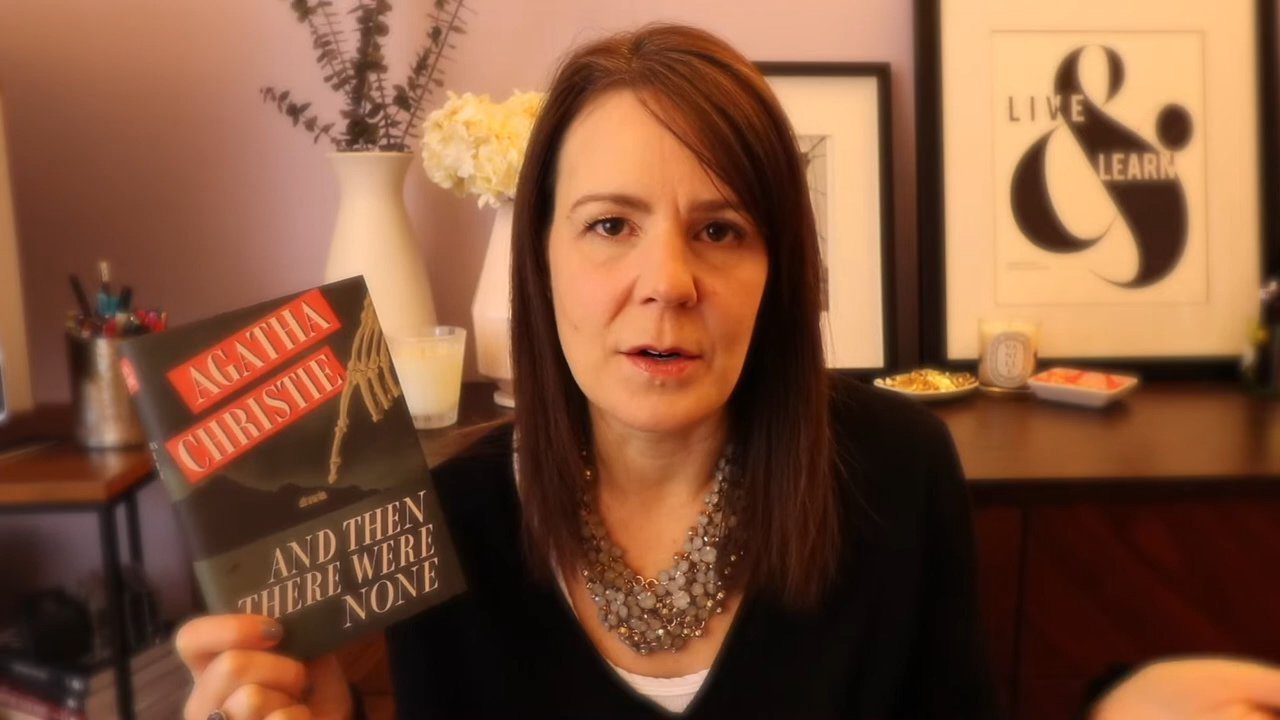 AGATHA
CHRISTIE
AND THEN
THERE WERE
NONE
LIVE
LEARN